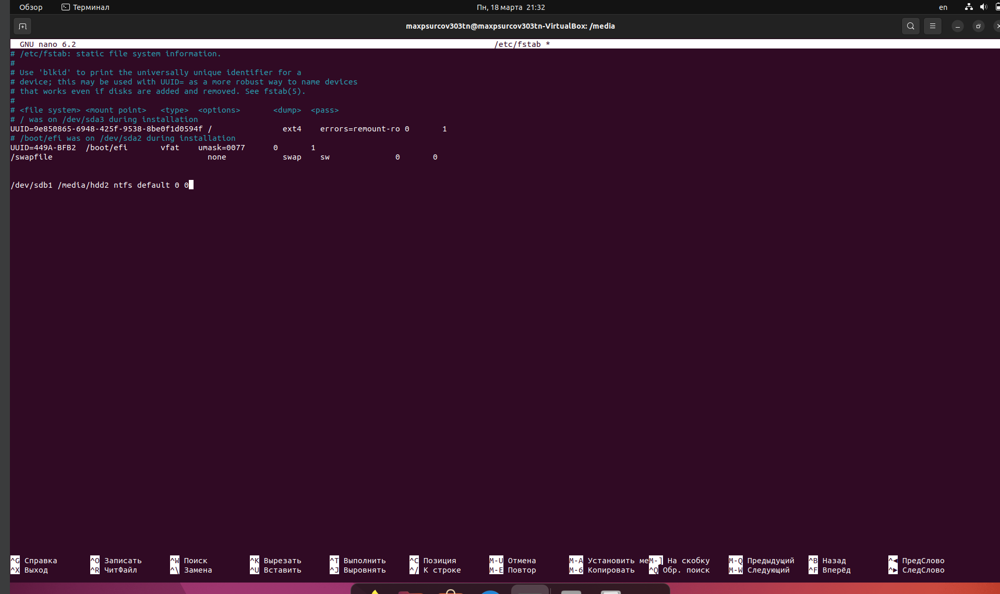 Обзор Терминал Пн, 18 марта 21:32 en
maxpsurcov303tn@maxpsurcov303tn-VirtualBox: /media
GNU nano 6.2 /etc/fstab *
# /etc/fstab: static file system information.
#
# Use 'blkid' to print the universally unique identifier for a
# device; this may be used with UUID= as a more robust way to name devices
# that works even if disks are added and removed. See fstab(5).
#
# <file system> <mount point>   <type>  <options>       <dump>  <pass>
# / was on /dev/sda3 during installation
UUID=9e850865-6948-425f-9538-8be0f1d0594f /               ext4    errors=remount-ro 0       1
# /boot/efi was on /dev/sda2 during installation
UUID=449A-BFB2  /boot/efi       vfat    umask=0077      0       1
/swapfile                                 none            swap    sw              0       0
/dev/sdb1 /media/hdd2 ntfs default 0 0
^G Справка ^O Записать ^W Поиск ^K Вырезать ^T Выполнить ^C Позиция M-U Отмена M-A Установить ме M-] На скобку M-Q Предыдущий ^B Назад ^◄ ПредСлово
^X Выход ^R ЧитФайл ^\ Замена ^U Вставить ^J Выровнять ^/ К строке M-E Повтор M-6 Копировать ^Q Обр. поиск M-W Следующий ^F Вперёд ^► СледСлово